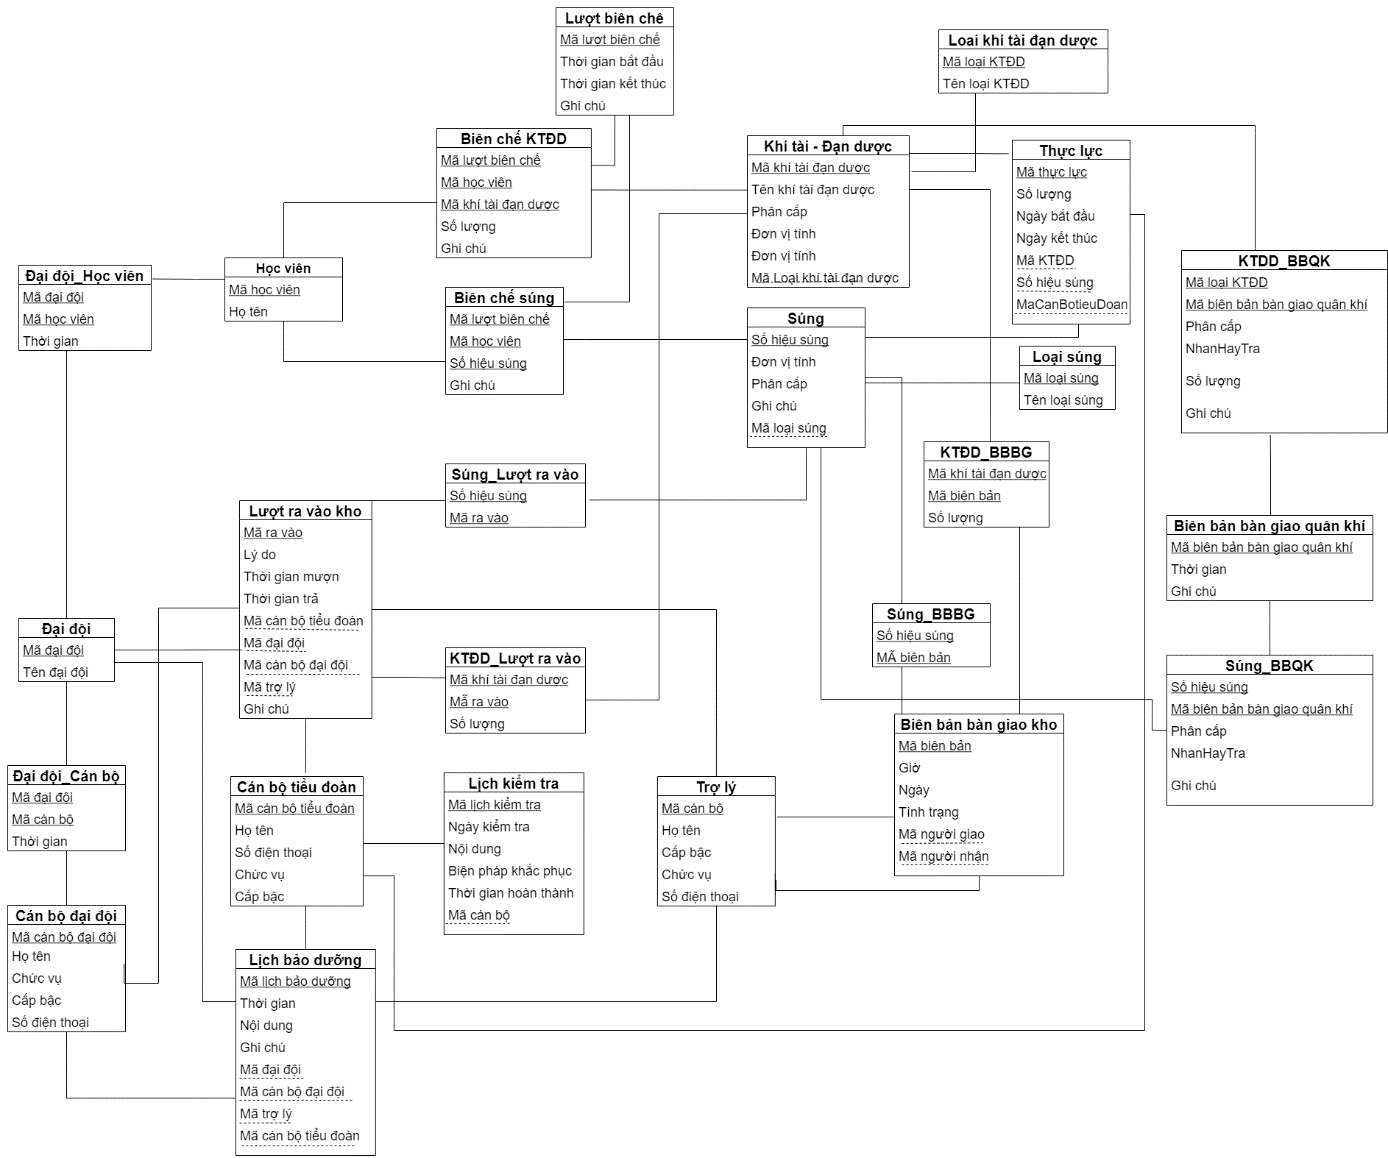 Lượt biên chê
Mã lượt biên chế
Thời gian bắt đầu
Thời gian kết thúc
Ghi chú
Loai khí tài đạn dược
Mã loại KTĐD
Tên loại KTĐD
Biên chế KTĐD
Mã lượt biên chế
Mã học viên
Mã khí tài đạn dược
Số lượng
Ghi chú
Khí tài - Đạn dược
Mã khí tài đạn dược
Tên khí tài đạn dược
Phân cấp
Đơn vị tính
Đơn vị tính
Mã Loại khí tài đạn dược
Thực lực
Mã thực lực
Số lượng
Ngày bắt đầu
Ngày kết thúc
Mã KTĐD
Số hiệu súng
MaCanBotieuDoan
KTDD_BBQK
Mã loại KTĐD
Mã biên bản bàn giao quân khí
Phân cấp
NhanHayTra
Số lượng
Ghi chú
Học viên
Mã học viên
Họ tên
Đại đội_Học viên
Mã đại đội
Mã học viên
Thời gian
Biên chế súng
Mã lượt biên chế
Mã học viên
Số hiệu súng
Ghi chú
Súng
Số hiệu súng
Đơn vị tính
Phân cấp
Ghi chú
Mã loại súng
Loại súng
Mã loại súng
Tên loại súng
KTĐD_BBBG
Mã khí tài đạn dược
Mã biên bản
Số lượng
Súng_Lượt ra vào
Số hiệu súng
Mã ra vào
Lượt ra vào kho
Mã ra vào
Lý do
Thời gian mượn
Thời gian trả
Mã cán bộ tiểu đoàn
Mã đại đội
Mã cán bộ đại đội
Mã trợ lý
Ghi chú
Biên bản bàn giao quân khí
Mã biên bản bàn giao quân khí
Thời gian
Ghi chú
Súng_BBBG
Số hiệu súng
MÃ biên bản
Đại đội
Mã đại đội
Tên đại đội
KTĐD_Lượt ra vào
Mã khí tài đạn dược
Mẫ ra vào
Số lượng
Súng_BBQK
Số hiệu súng
Mã biên bản bàn giao quân khí
Phân cấp
NhanHayTra
Ghi chú
Biên bản bàn giao kho
Mã biên bản
Giờ
Ngày
Tình trạng
Mã người giao
Mã người nhận
Đại đội_Cán bộ
Mã đại đội
Mã cán bộ
Thời gian
Cán bộ tiểu đoàn
Mã cán bộ tiểu đoàn
Họ tên
Số điện thoại
Chức vụ
Cấp bậc
Lịch kiểm tra
Mã lịch kiểm tra
Ngày kiểm tra
Nội dung
Biện pháp khắc phục
Thời gian hoàn thành
Mã cán bộ
Trợ lý
Mã cán bộ
Họ tên
Cấp bậc
Chức vụ
Số điện thoại
Cán bộ đại đội
Mã cán bộ đại đội
Họ tên
Chức vụ
Cấp bậc
Số điện thoại
Lịch bảo dưỡng
Mã lịch bảo dưỡng
Thời gian
Nội dung
Ghi chú
Mã đại đội
Mã cán bộ đại đội
Mã trợ lý
Mã cán bộ tiểu đoàn